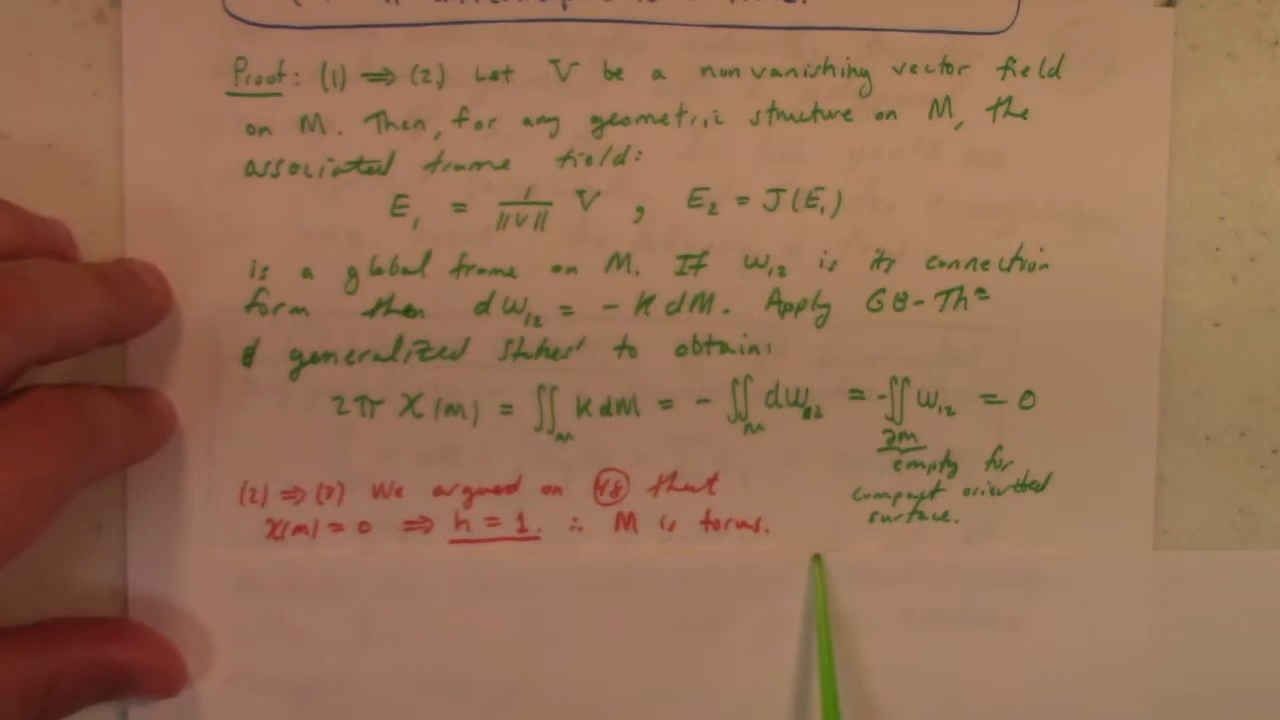 Proof: (1) ⟹ (2) Let V be a nonvanishing vector field
on M. Then, for any geometric structure on M, the
associated frame field:
E₁ = 1/||V|| V , E₂ = J(E₁)
is a global frame on M. If ω₁₂ is its connection
form then dω₁₂ = - K dM. Apply GB-Thm
& generalized Stokes' to obtain:
2π χ(M) = ∬_M K dM = - ∬_M dω₁₂ = -∬_∂M ω₁₂ = 0
empty for
compact oriented
surface.
(2) ⟹ (3) We argued on 48 that
χ(M) = 0 ⟹ h = 1. ∴ M is torus.